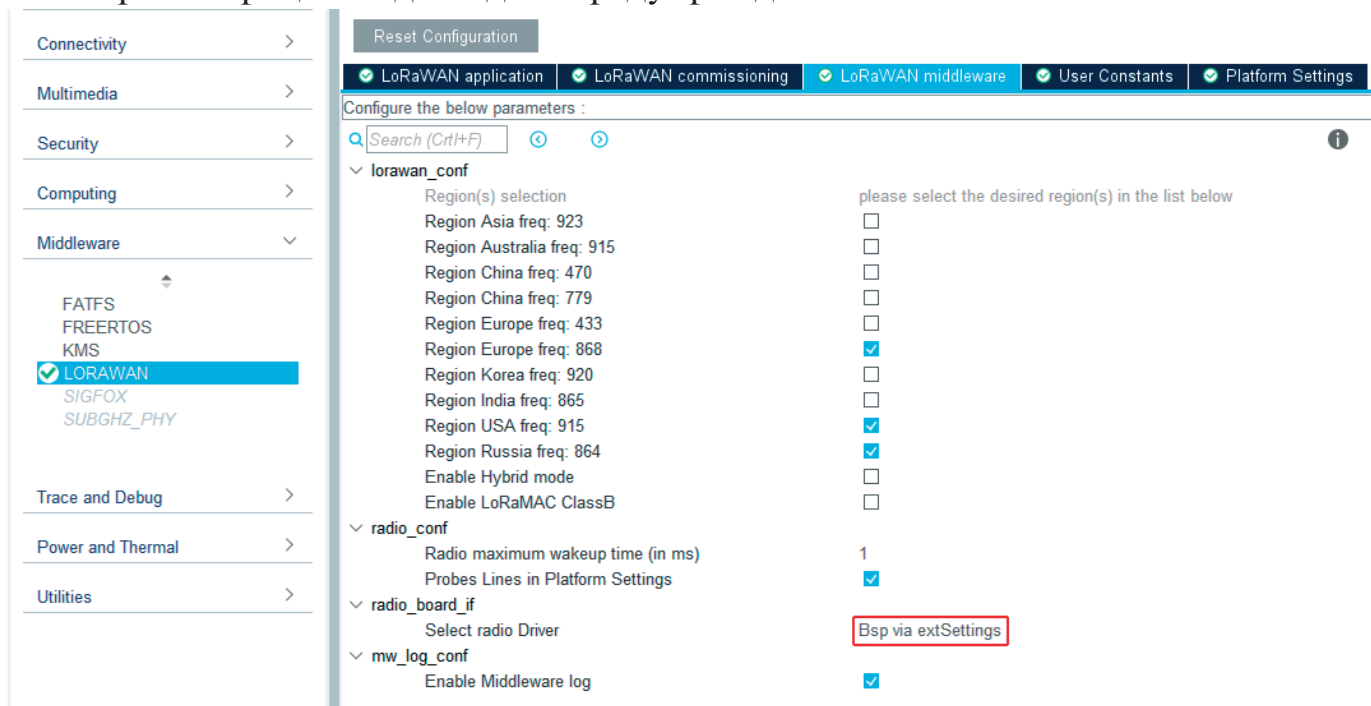 Reset Configuration
Connectivity
Multimedia
Security
Computing
Middleware
FATFS
FREERTOS
KMS
LORAWAN
SIGFOX
SUBGHZ_PHY
Trace and Debug
Power and Thermal
Utilities
LoRaWAN application LoRaWAN commissioning LoRaWAN middleware User Constants Platform Settings
Configure the below parameters :
Search (Crtl+F)
lorawan_conf
Region(s) selection please select the desired region(s) in the list below
Region Asia freq: 923
Region Australia freq: 915
Region China freq: 470
Region China freq: 779
Region Europe freq: 433
Region Europe freq: 868
Region Korea freq: 920
Region India freq: 865
Region USA freq: 915
Region Russia freq: 864
Enable Hybrid mode
Enable LoRaMAC ClassB
radio_conf
Radio maximum wakeup time (in ms) 1
Probes Lines in Platform Settings
radio_board_if
Select radio Driver Bsp via extSettings
mw_log_conf
Enable Middleware log